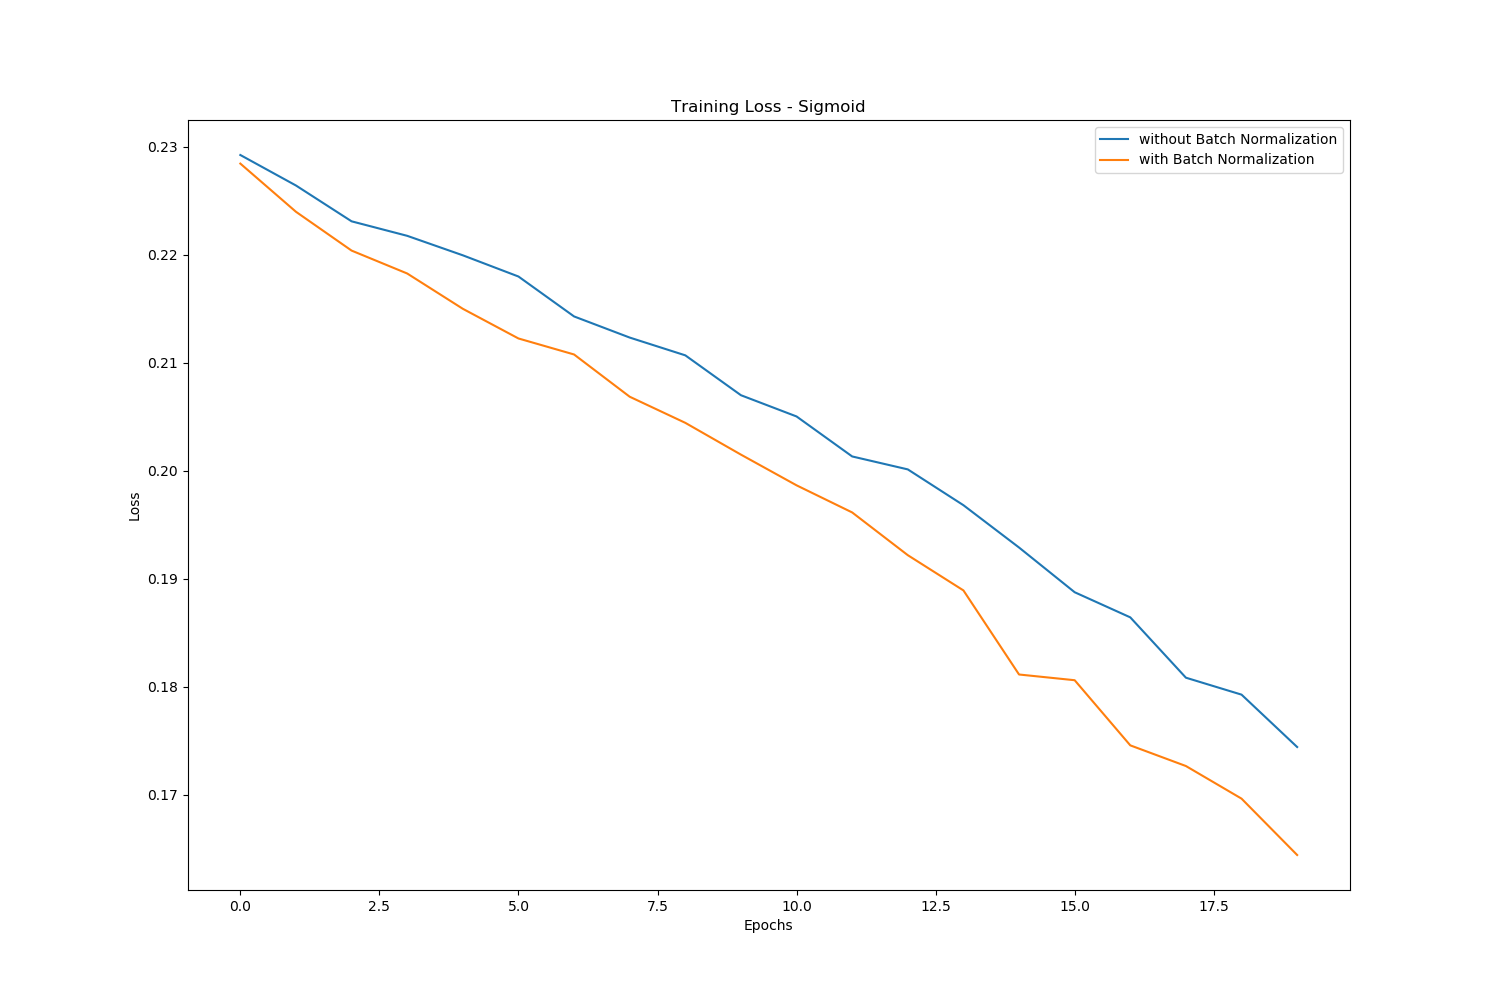 Training Loss - Sigmoid
without Batch Normalization
with Batch Normalization
0.23
0.22
0.21
0.20
0.19
0.18
0.17
Loss
0.0 2.5 5.0 7.5 10.0 12.5 15.0 17.5
Epochs